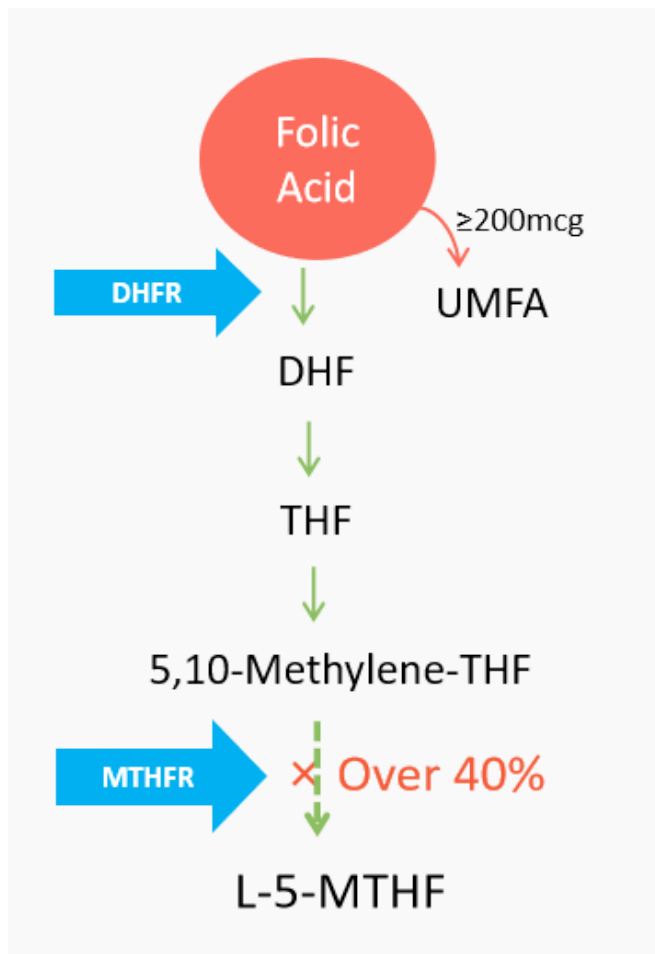 Folic
Acid
≥200mcg
DHFR
UMFA
DHF
THF
5,10-Methylene-THF
MTHFR
× Over 40%
L-5-MTHF